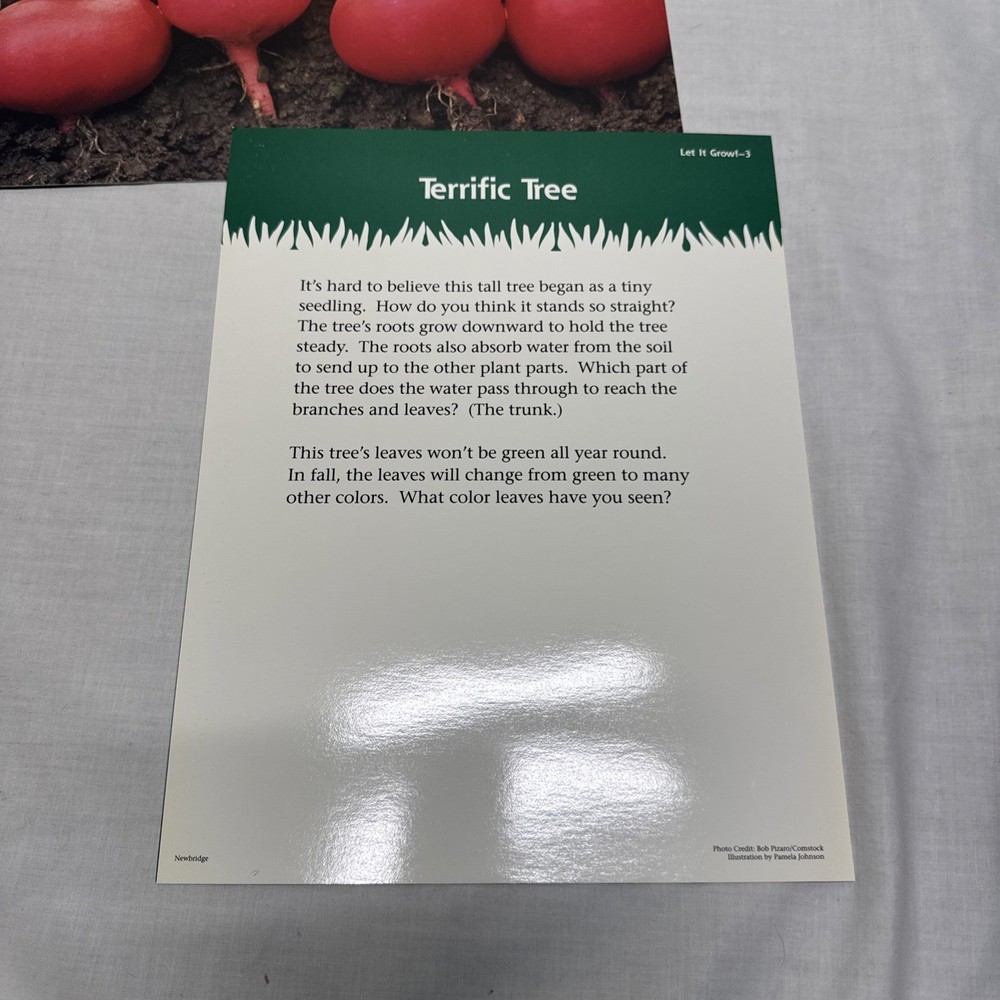 Let It Grow!–3
Terrific Tree
It's hard to believe this tall tree began as a tiny
seedling.  How do you think it stands so straight?
The tree's roots grow downward to hold the tree
steady.  The roots also absorb water from the soil
to send up to the other plant parts.  Which part of
the tree does the water pass through to reach the
branches and leaves?  (The trunk.)
This tree's leaves won't be green all year round.
In fall, the leaves will change from green to many
other colors.  What color leaves have you seen?
Newbridge
Photo Credit: Bob Pizaro/Comstock
Illustration by Pamela Johnson